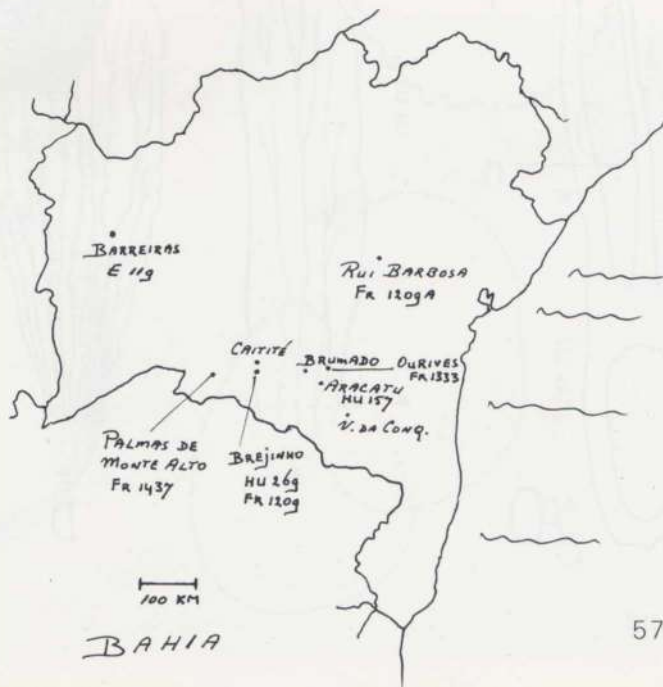 BARREIRAS
E 119
RUI BARBOSA
FR 1209A
CAITITÉ
BRUMADO
OURIVES
FR 1333
ARACATU
HU 157
V. DA CONQ.
PALMAS DE
MONTE ALTO
FR 1437
BREJINHO
HU 269
FR 1209
100 KM
BAHIA
57